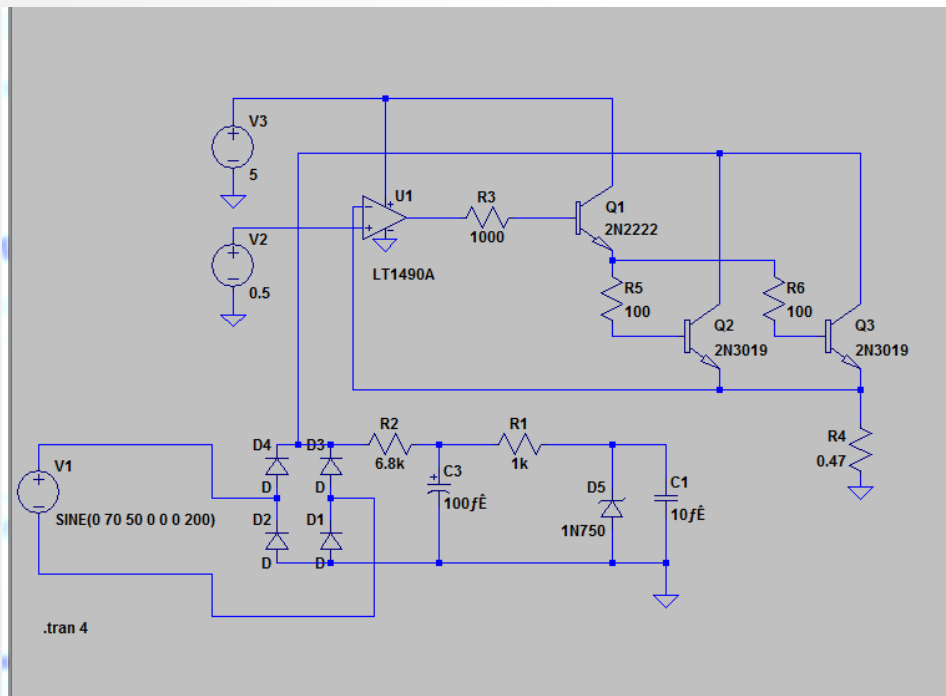 V3
5
V2
0.5
U1
LT1490A
R3
1000
Q1
2N2222
R5
100
R6
100
Q2
2N3019
Q3
2N3019
R4
0.47
V1
SINE(0 70 50 0 0 0 200)
D4
D
D3
D
D2
D
D1
D
R2
6.8k
C3
100ƒÊ
R1
1k
D5
1N750
C1
10ƒÊ
.tran 4